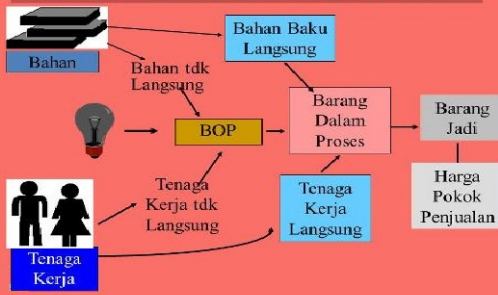 Bahan
Bahan tdk
Langsung
Bahan Baku
Langsung
BOP
Barang
Dalam
Proses
Barang
Jadi
Harga
Pokok
Penjualan
Tenaga
Kerja tdk
Langsung
Tenaga
Kerja
Langsung
Tenaga
Kerja